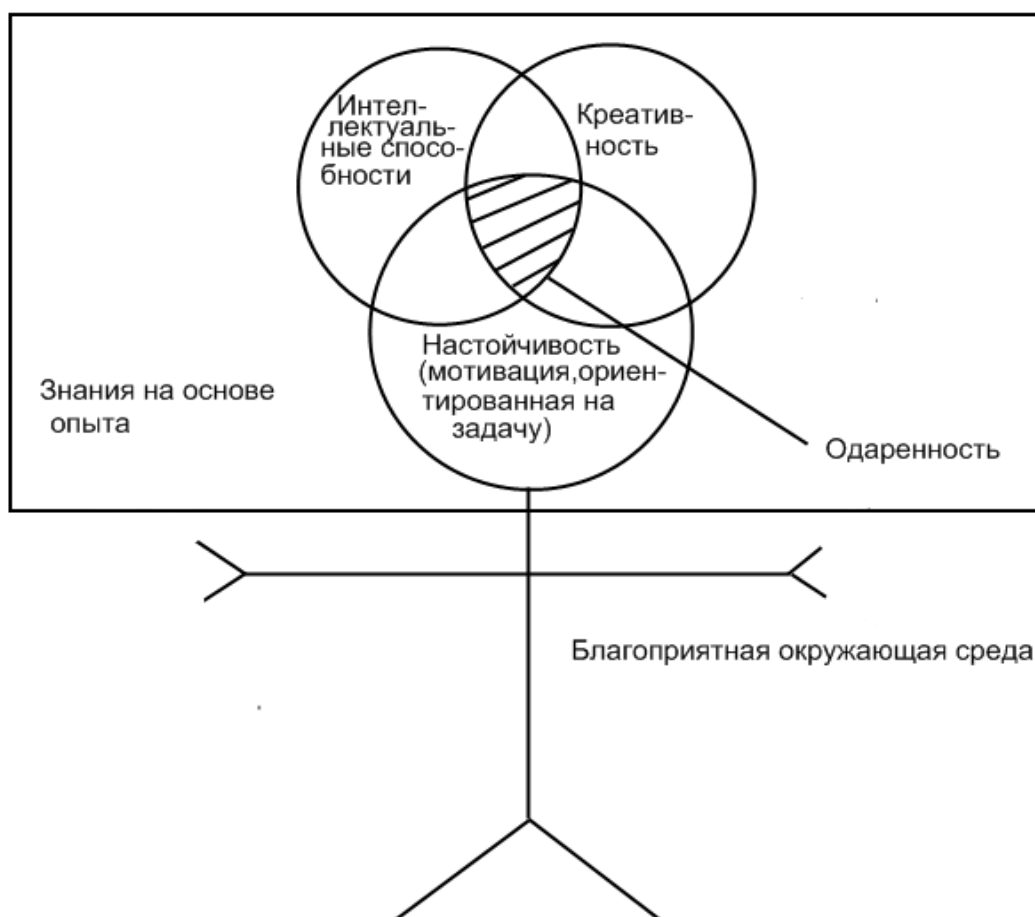 Интел-
лектуаль-
ные спосо-
бности
Креатив-
ность
Настойчивость
(мотивация,ориен-
тированная на
задачу)
Знания на основе
опыта
Одаренность
Благоприятная окружающая среда